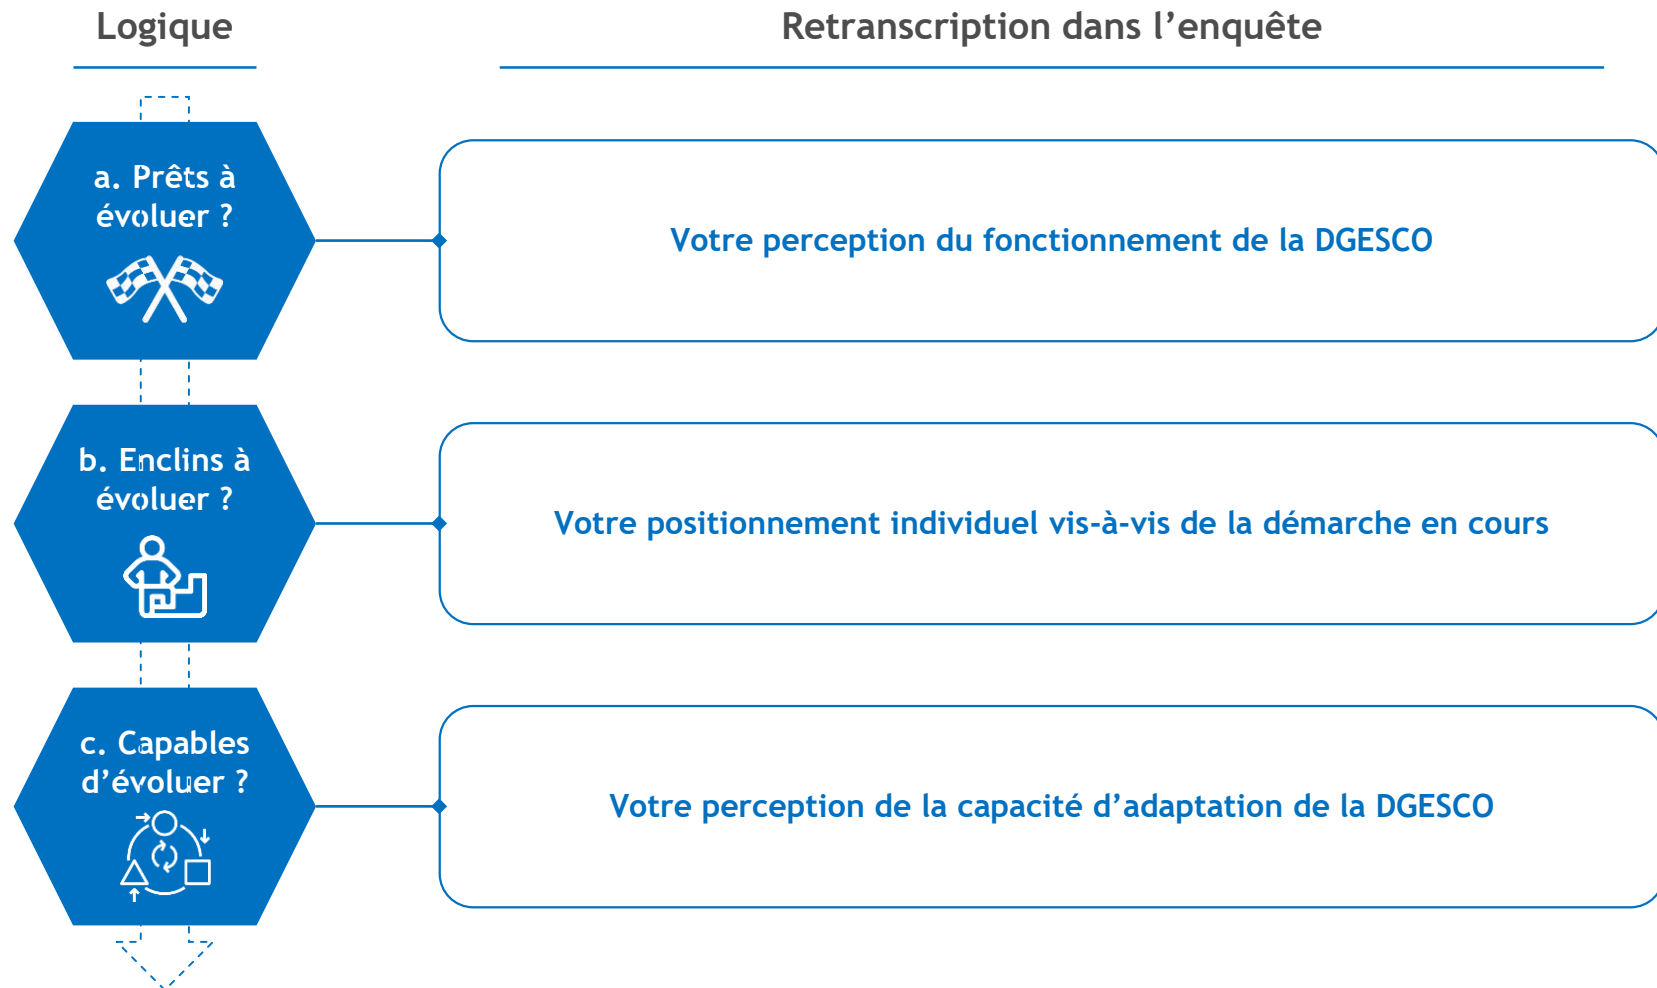 Logique
Retranscription dans l’enquête
a. Prêts à
évoluer ?
Votre perception du fonctionnement de la DGESCO
b. Enclins à
évoluer ?
Votre positionnement individuel vis-à-vis de la démarche en cours
c. Capables
d’évoluer ?
Votre perception de la capacité d’adaptation de la DGESCO